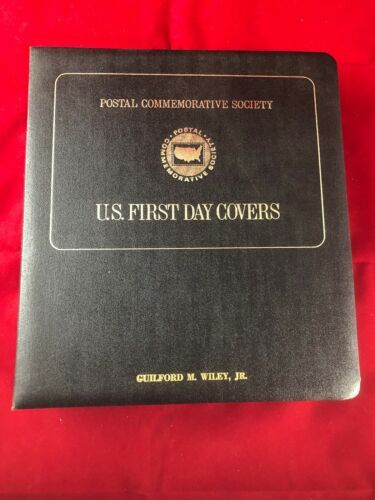 POSTAL COMMEMORATIVE SOCIETY
POSTAL
COMMEMORATIVE SOCIETY
U.S. FIRST DAY COVERS
GUILFORD M. WILEY, JR.